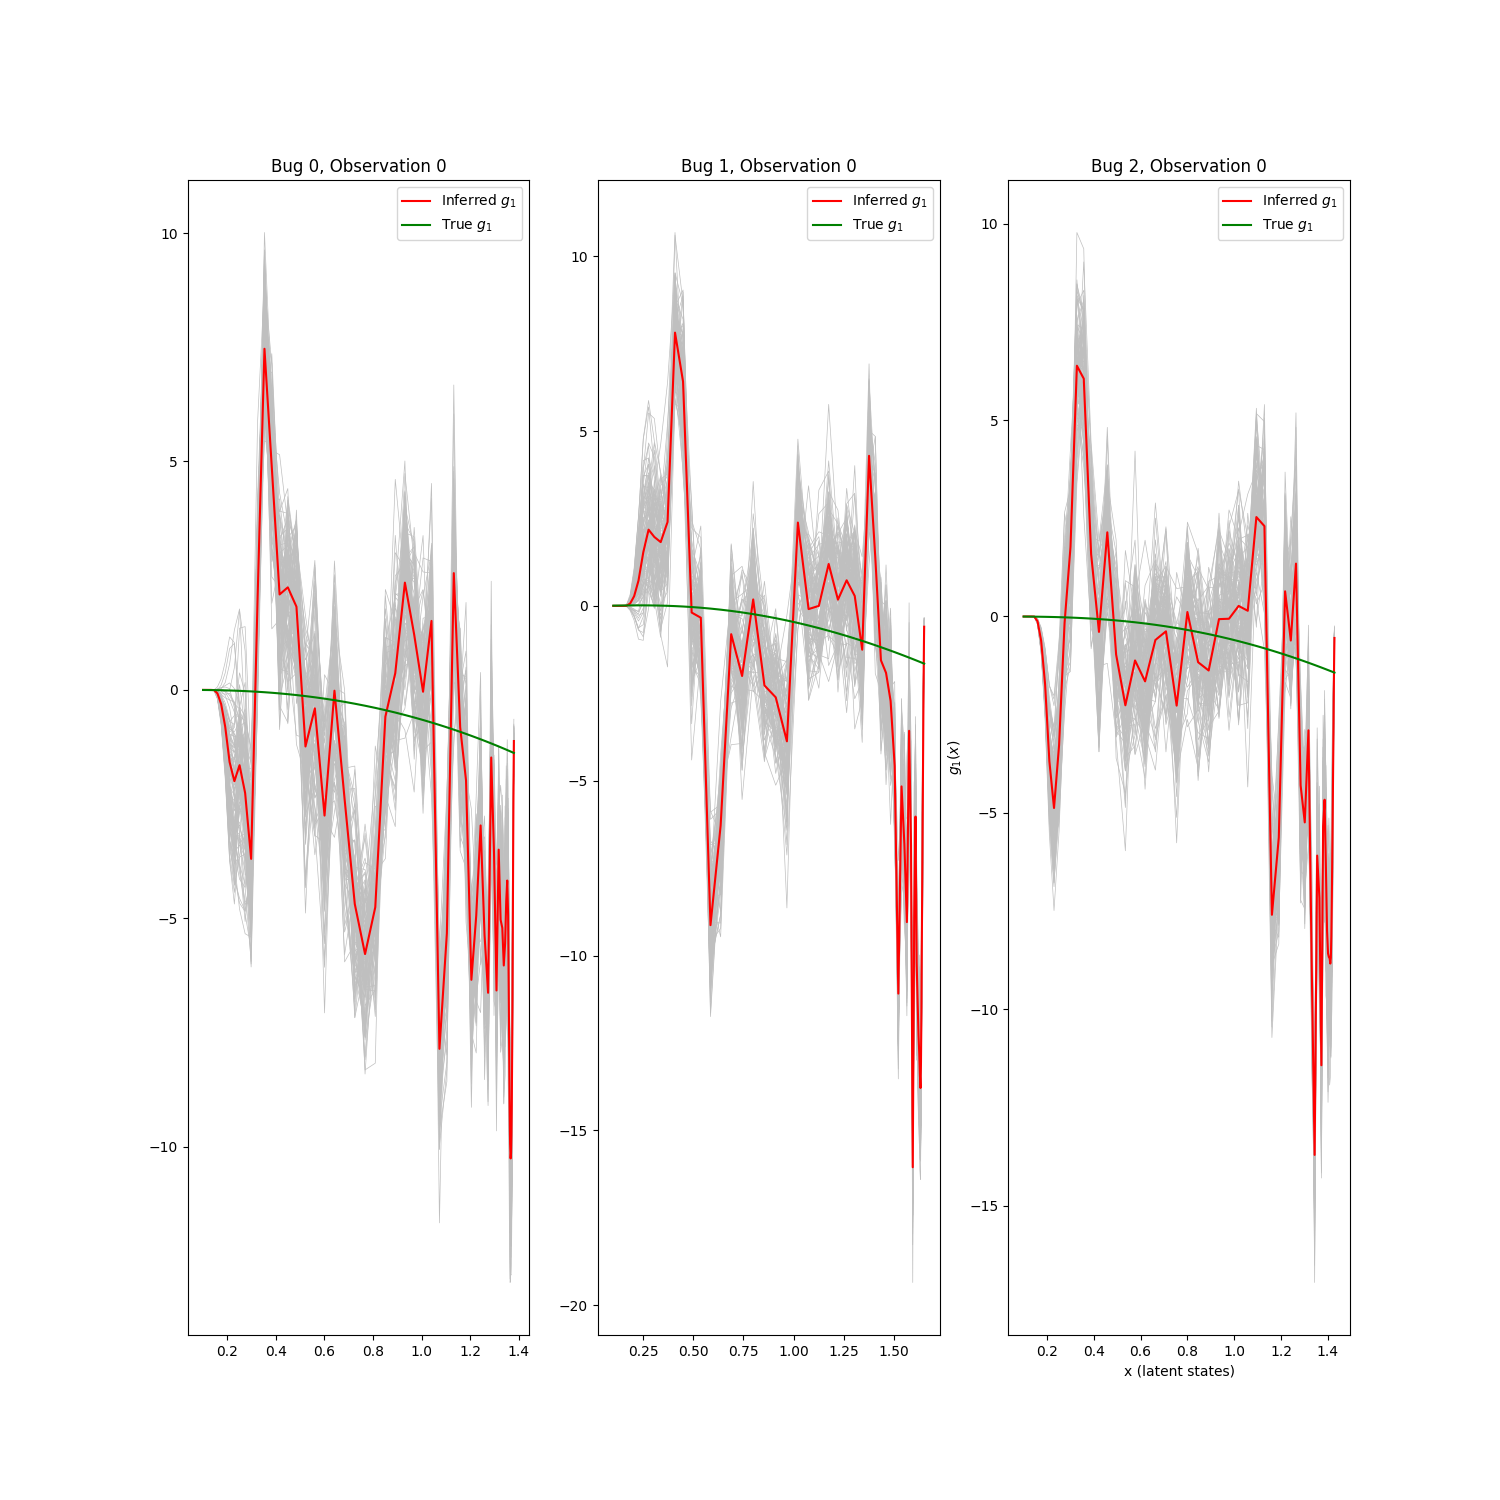 Bug 0, Observation 0
Inferred g₁
True g₁
10
5
0
−5
−10
0.2 0.4 0.6 0.8 1.0 1.2 1.4
Bug 1, Observation 0
Inferred g₁
True g₁
10
5
0
−5
−10
−15
−20
0.25 0.50 0.75 1.00 1.25 1.50
Bug 2, Observation 0
Inferred g₁
True g₁
g₁(x)
10
5
0
−5
−10
−15
0.2 0.4 0.6 0.8 1.0 1.2 1.4
x (latent states)